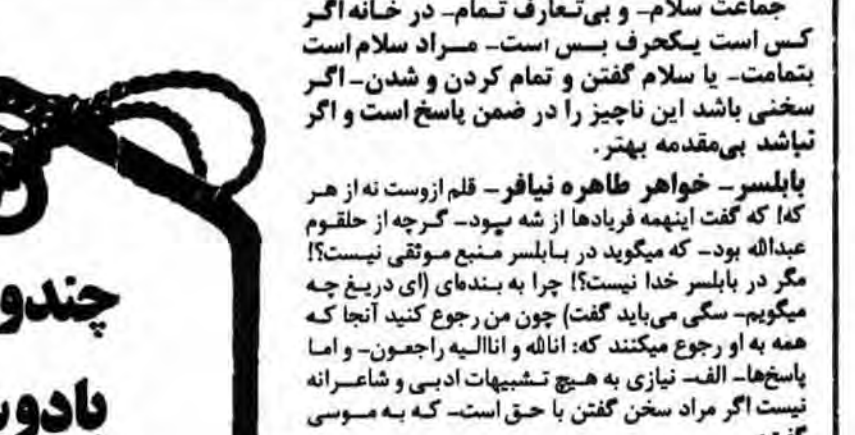 جماعت سلام– و بی‌تعارف تمام– در خانه اگر
کس است یکحرف بس است– مراد سلام است
بتمامت– یا سلام گفتن و تمام کردن و شدن– اگر
سخنی باشد این ناچیز را در ضمن پاسخ است و اگر
نباشد بی‌مقدمه بهتر.
بابلسر– خواهر طاهره نیافر– قلم ازوست نه از هر
که! که گفت اینهمه فریادها از شه بود– گرچه از حلقوم
عبدالله بود– که میگوید در بابلسر منبع موثقی نیست؟!
مگر در بابلسر خدا نیست؟! چرا به بنده‌ای (ای دریغ چه
میگویم– سگی می‌باید گفت) چون من رجوع کنید آنجا که
همه به او رجوع میکنند که: انالله و اناالیه راجعون– و اما
پاسخ‌ها– الف– نیازی به هیچ تشبیهات ادبی و شاعرانه
نیست اگر مراد سخن گفتن با حق است– که به موسی
چندو
بادو